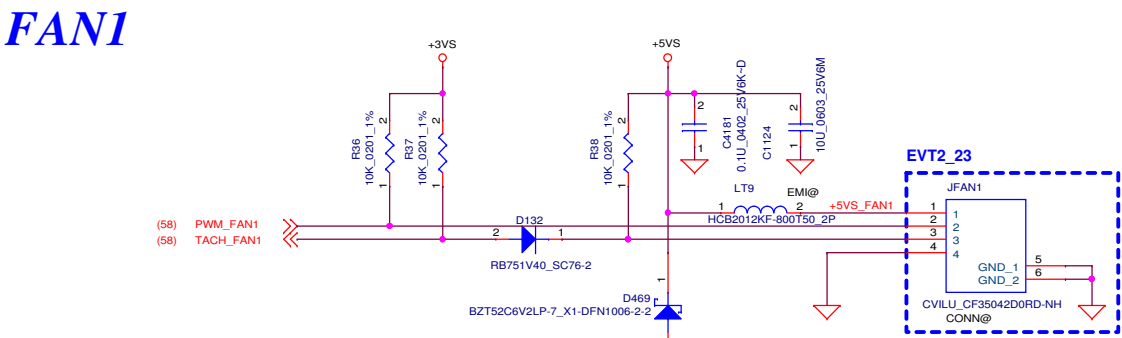 FAN1
+3VS
+5VS
R36
10K_0201_1%
2
1
R37
10K_0201_1%
2
1
R38
10K_0201_1%
2
1
2
1
C4181
0.1U_0402_25V6K~D
2
1
C1124
10U_0603_25V6M
EVT2_23
LT9
EMI@
1
2
HCB2012KF-800T50_2P
+5VS_FAN1
JFAN1
(58) PWM_FAN1
(58) TACH_FAN1
D132
2
1
RB751V40_SC76-2
1 1
2 2
3 3
4 4
GND_1 5
GND_2 6
CVILU_CF35042D0RD-NH
CONN@
1
D469
BZT52C6V2LP-7_X1-DFN1006-2-2